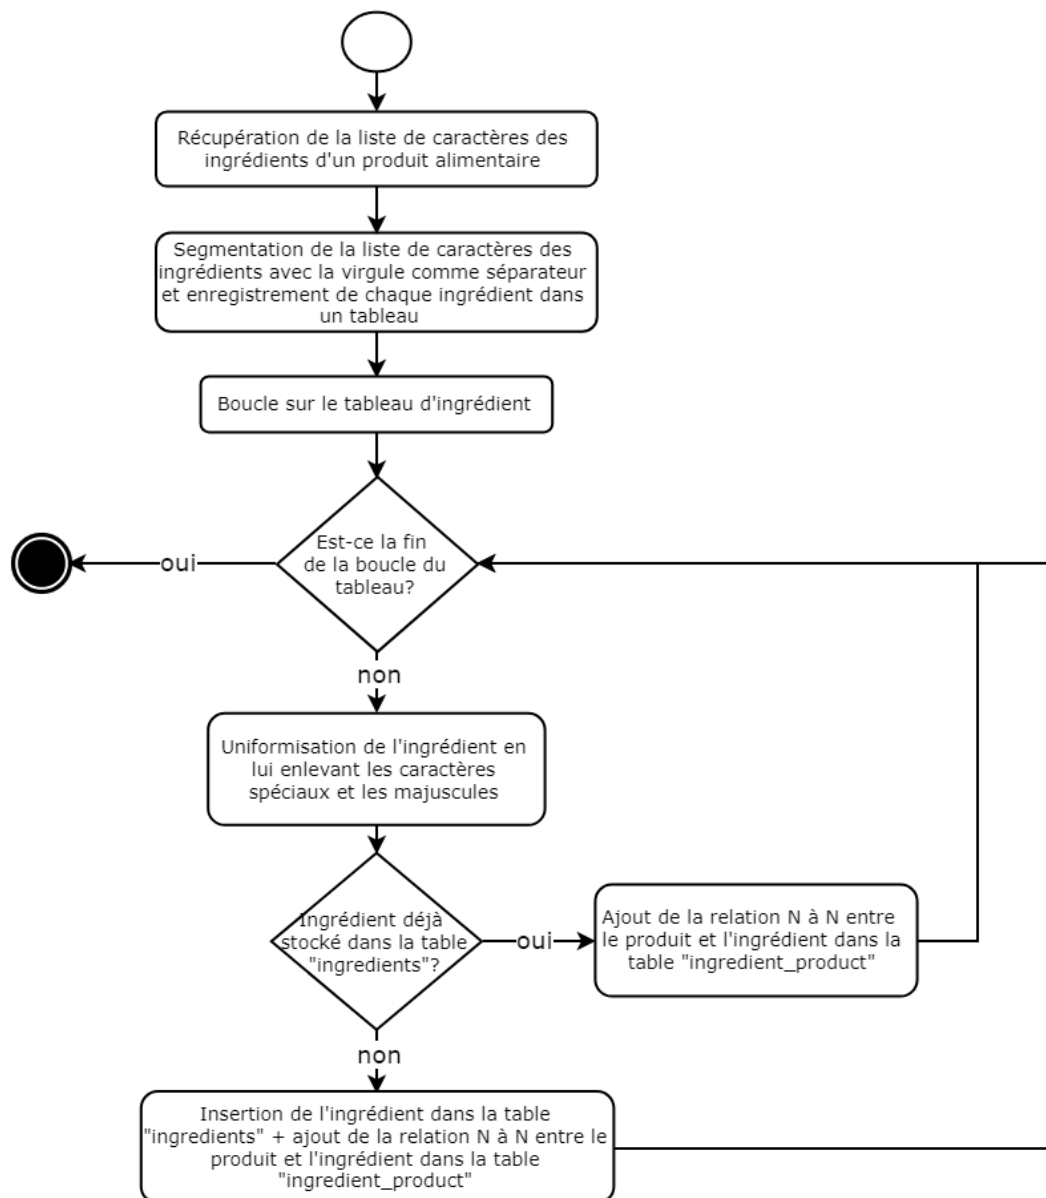 Récupération de la liste de caractères des
ingrédients d'un produit alimentaire
Segmentation de la liste de caractères des
ingrédients avec la virgule comme séparateur
et enregistrement de chaque ingrédient dans
un tableau
Boucle sur le tableau d'ingrédient
Est-ce la fin
de la boucle du
tableau?
oui
non
Uniformisation de l'ingrédient en
lui enlevant les caractères
spéciaux et les majuscules
Ingrédient déjà
stocké dans la table
"ingredients"?
oui
Ajout de la relation N à N entre
le produit et l'ingrédient dans la
table "ingredient_product"
non
Insertion de l'ingrédient dans la table
"ingredients" + ajout de la relation N à N entre le
produit et l'ingrédient dans la table
"ingredient_product"